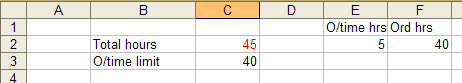 A B C D E F
1 O/time hrs Ord hrs
2 Total hours 45 5 40
3 O/time limit 40
4